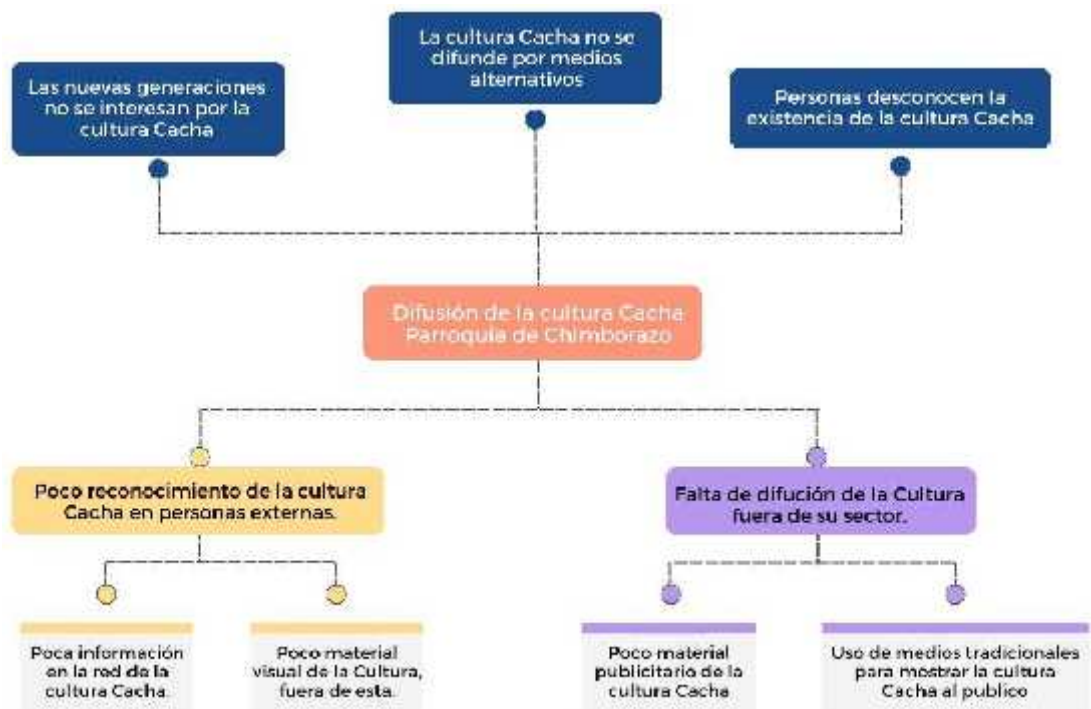 La cultura Cacha no se
difunde por medios
alternativos
Las nuevas generaciones
no se interesan por la
cultura Cacha
Personas desconocen la
existencia de la cultura Cacha
Difusión de la cultura Cacha
Parroquia de Chimborazo
Poco reconocimiento de la cultura
Cacha en personas externas.
Falta de difución de la Cultura
fuera de su sector.
Poca información
en la red de la
cultura Cacha.
Poco material
visual de la Cultura,
fuera de esta.
Poco material
publicitario de la
cultura Cacha
Uso de medios tradicionales
para mostrar la cultura
Cacha al publico